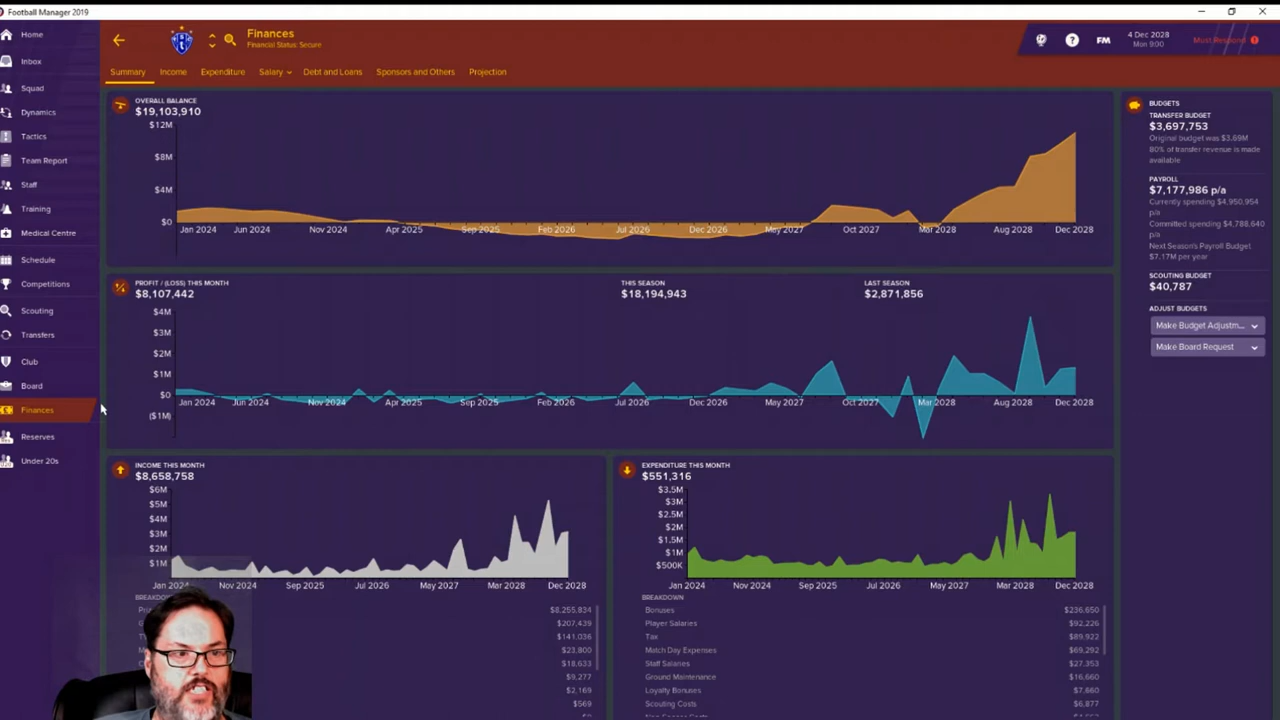 Football Manager 2019
Home
Inbox
Squad
Dynamics
Tactics
Team Report
Staff
Training
Medical Centre
Schedule
Competitions
Scouting
Transfers
Club
Board
Finances
Reserves
Under 20s
Finances
Financial Status: Secure
FM
4 Dec 2028
Mon 9:00
Must Respond
Summary Income Expenditure Salary Debt and Loans Sponsors and Others Projection
OVERALL BALANCE
$19,103,910
$12M
$8M
$4M
$0
Jan 2024 Jun 2024 Nov 2024 Apr 2025 Sep 2025 Feb 2026 Jul 2026 Dec 2026 May 2027 Oct 2027 Mar 2028 Aug 2028 Dec 2028
PROFIT / (LOSS) THIS MONTH
$8,107,442
THIS SEASON
$18,194,943
LAST SEASON
$2,871,856
$4M
$3M
$2M
$1M
$0
($1M)
Jan 2024 Jun 2024 Nov 2024 Apr 2025 Sep 2025 Feb 2026 Jul 2026 Dec 2026 May 2027 Oct 2027 Mar 2028 Aug 2028 Dec 2028
INCOME THIS MONTH
$8,658,758
$6M
$5M
$4M
$3M
$2M
$1M
Jan 2024 Nov 2024 Sep 2025 Jul 2026 May 2027 Mar 2028 Dec 2028
BREAKDOWN
$8,255,834
$207,439
$141,036
$23,800
$18,633
$9,277
$2,169
$569
EXPENDITURE THIS MONTH
$551,316
$3.5M
$3M
$2.5M
$2M
$1.5M
$1M
$500K
Jan 2024 Nov 2024 Sep 2025 Jul 2026 May 2027 Mar 2028 Dec 2028
BREAKDOWN
Bonuses $236,650
Player Salaries $92,226
Tax $89,922
Match Day Expenses $69,292
Staff Salaries $27,353
Ground Maintenance $16,660
Loyalty Bonuses $7,660
Scouting Costs $6,877
BUDGETS
TRANSFER BUDGET
$3,697,753
Original budget was $3.69M
80% of transfer revenue is made
available
PAYROLL
$7,177,986 p/a
Currently spending $4,950,954
p/a
Committed spending $4,788,640
p/a
Next Season's Payroll Budget
$7.17M per year
SCOUTING BUDGET
$40,787
ADJUST BUDGETS
Make Budget Adjustm...
Make Board Request